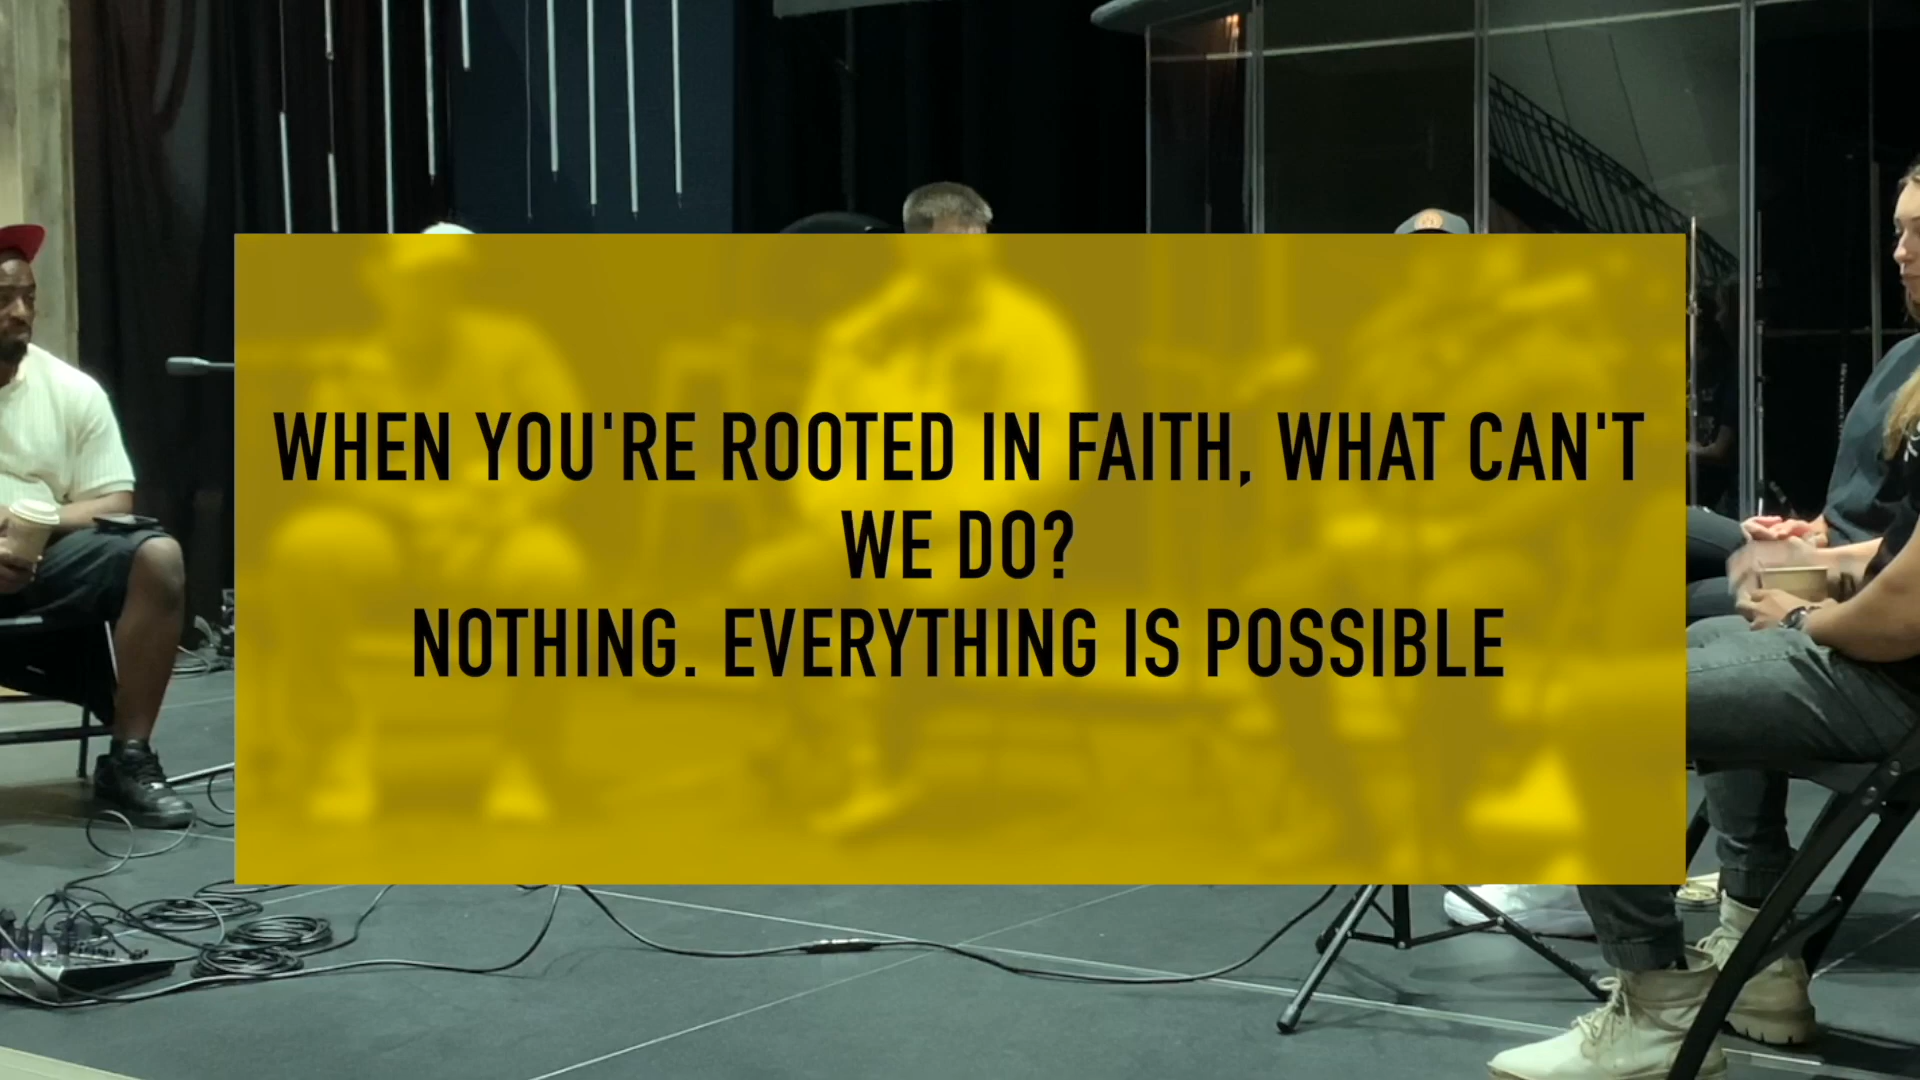 WHEN YOU'RE ROOTED IN FAITH, WHAT CAN'T
WE DO?
NOTHING. EVERYTHING IS POSSIBLE